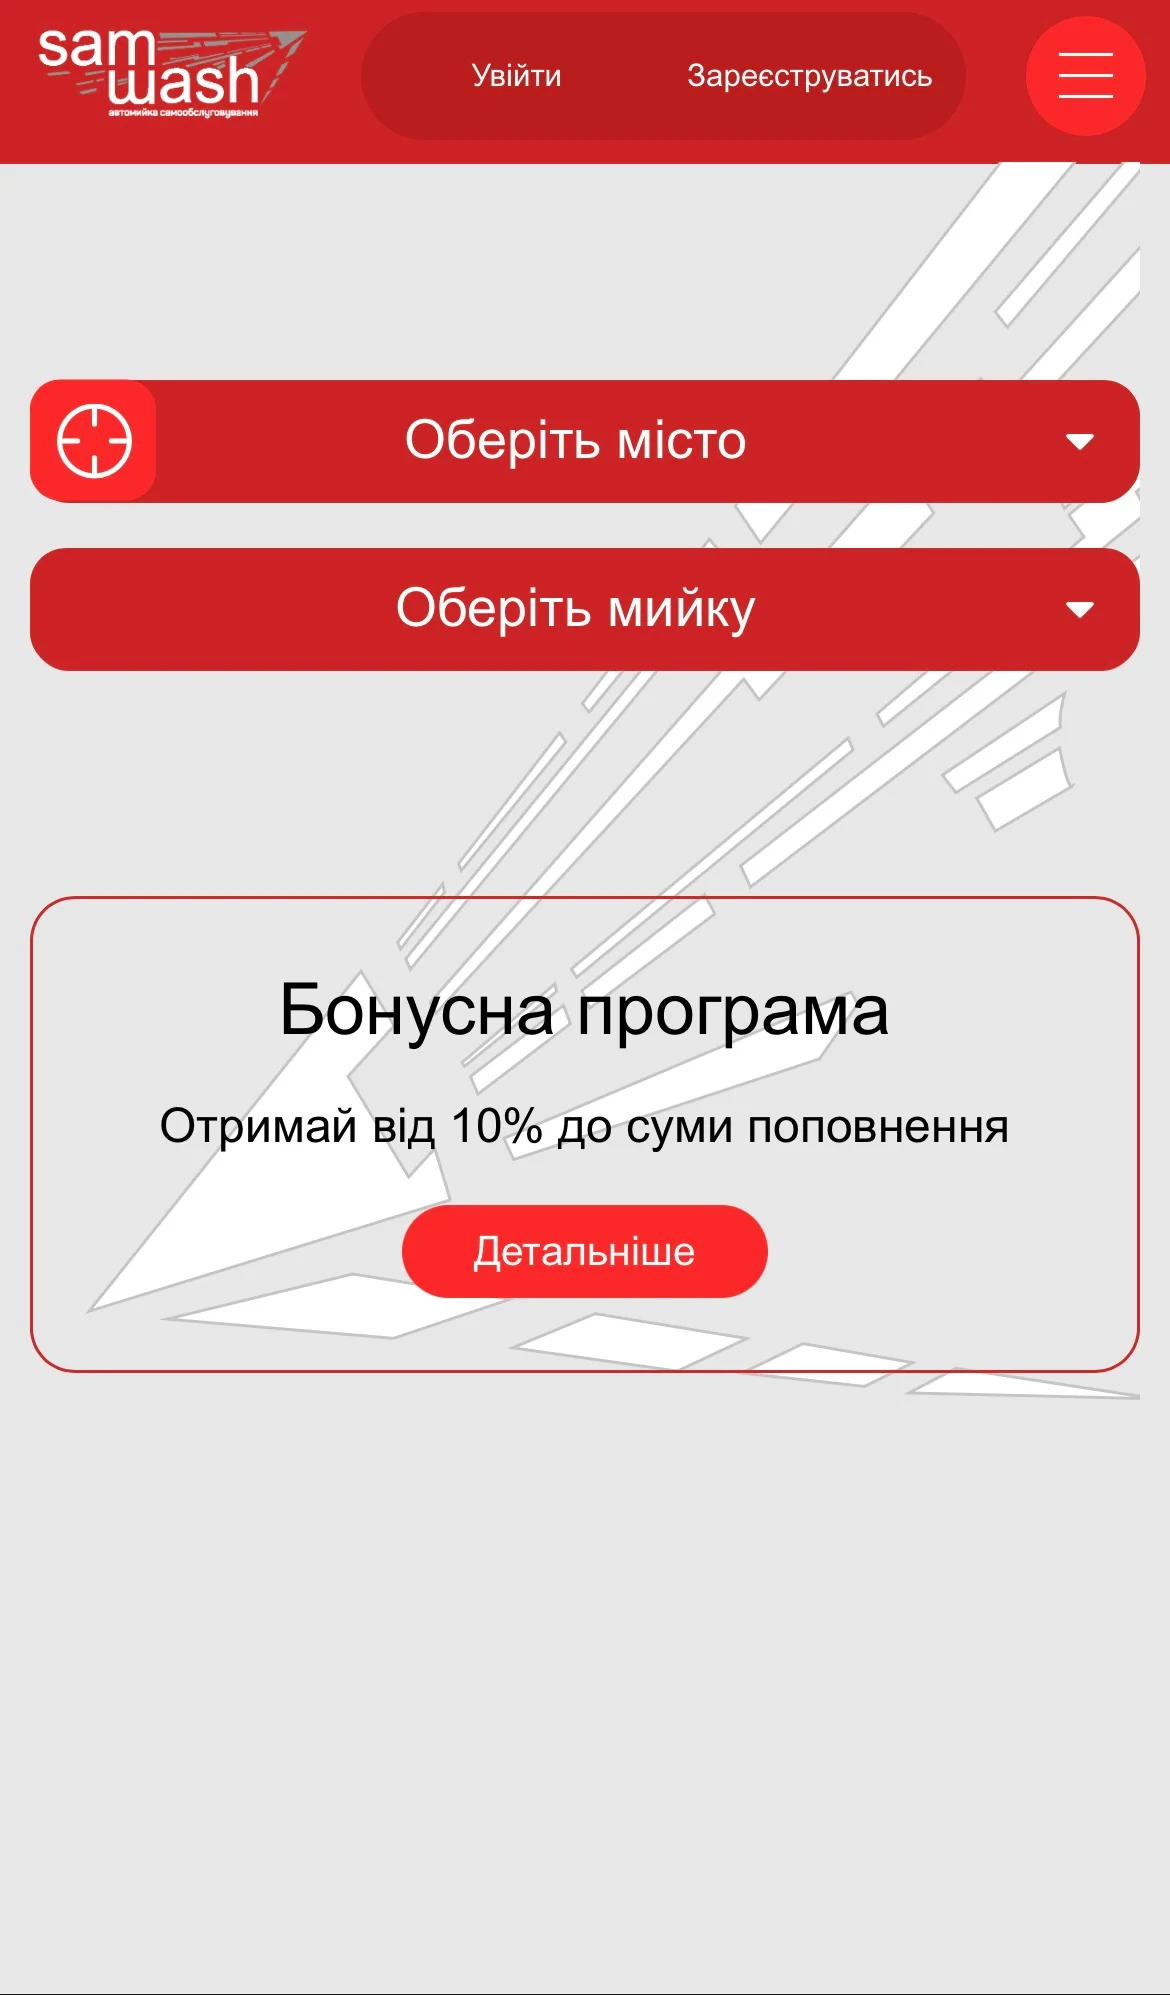 sam
wash
автомийка самообслуговування
Увійти
Зареєструватись
Оберіть місто
Оберіть мийку
Бонусна програма
Отримай від 10% до суми поповнення
Детальніше